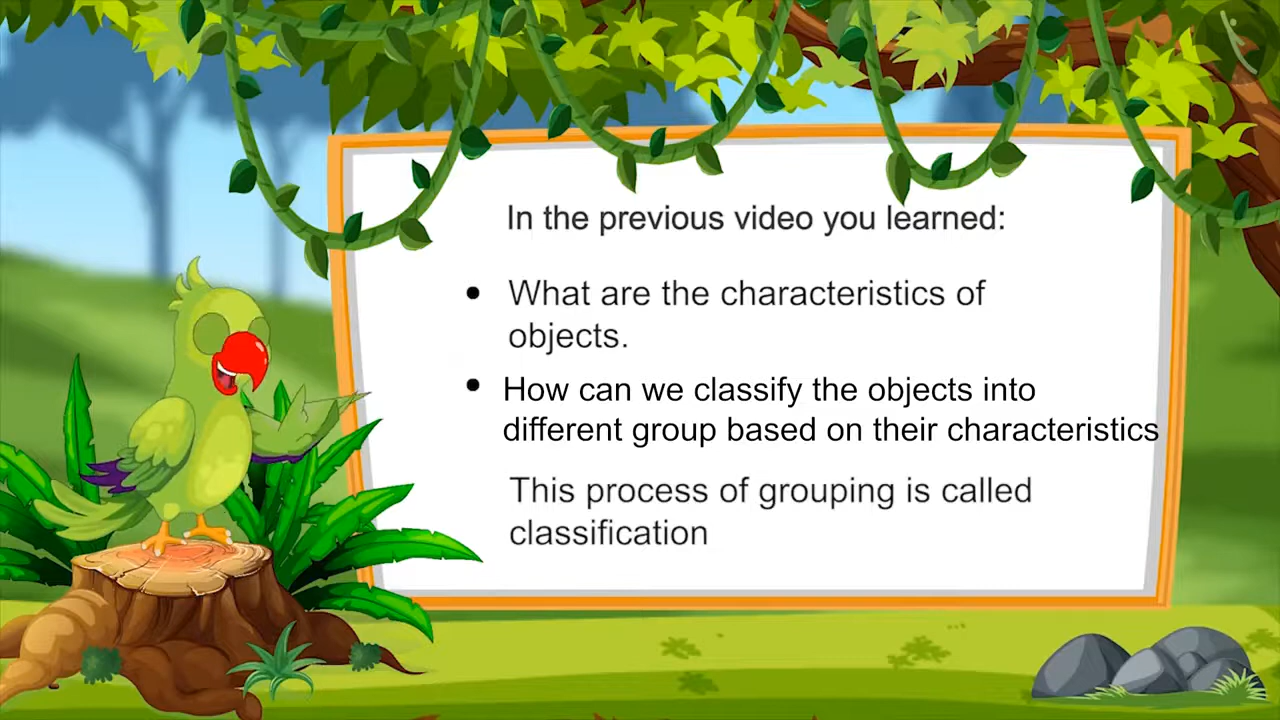 In the previous video you learned:
• What are the characteristics of
objects.
• How can we classify the objects into
different group based on their characteristics
This process of grouping is called
classification